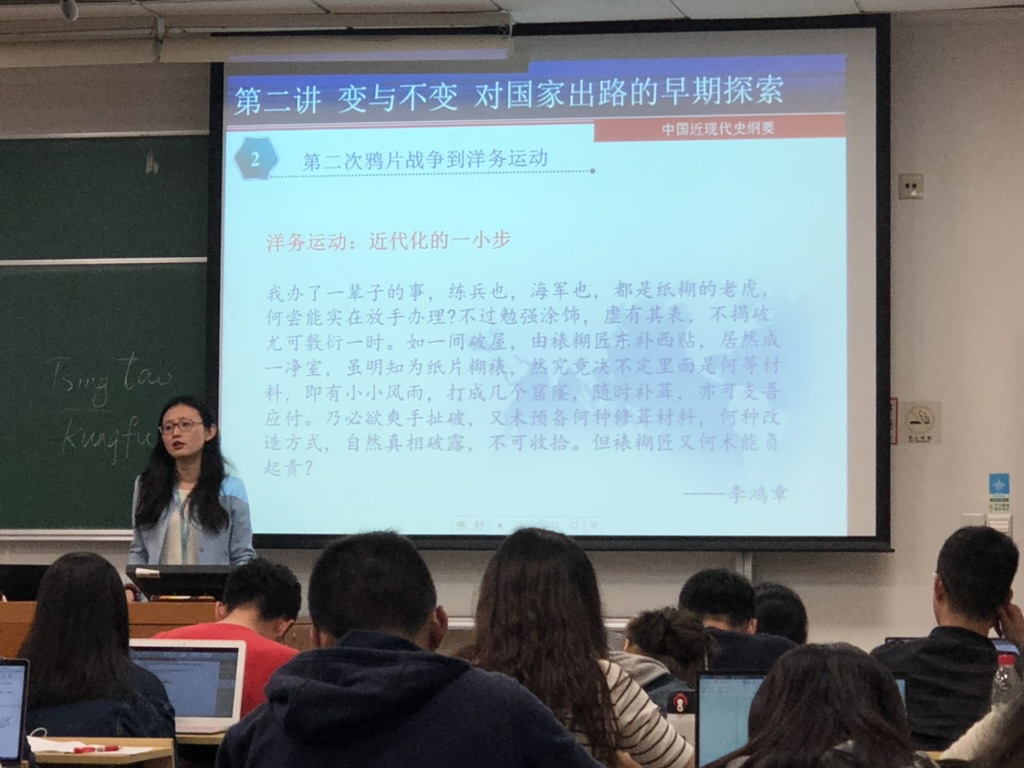 第二讲 变与不变 对国家出路的早期探索
中国近现代史纲要
2
第二次鸦片战争到洋务运动
洋务运动：近代化的一小步
我办了一辈子的事，练兵也，海军也，都是纸糊的老虎，
何尝能实在放手办理?不过勉强涂饰，虚有其表，不揭破
尤可敷衍一时。如一间破屋，由裱糊匠东补西贴，居然成
一净室，虽明知为纸片糊裱，然究竟决不定里面是何等材
料，即有小小风雨，打成几个窟窿，随时补葺，亦可支吾
应付。乃必欲爽手扯破，又未预备何种修葺材料，何种改
造方式，自然真相破露，不可收拾。但裱糊匠又何术能负
起责?
——李鸿章
Tsing tao
Kungfu